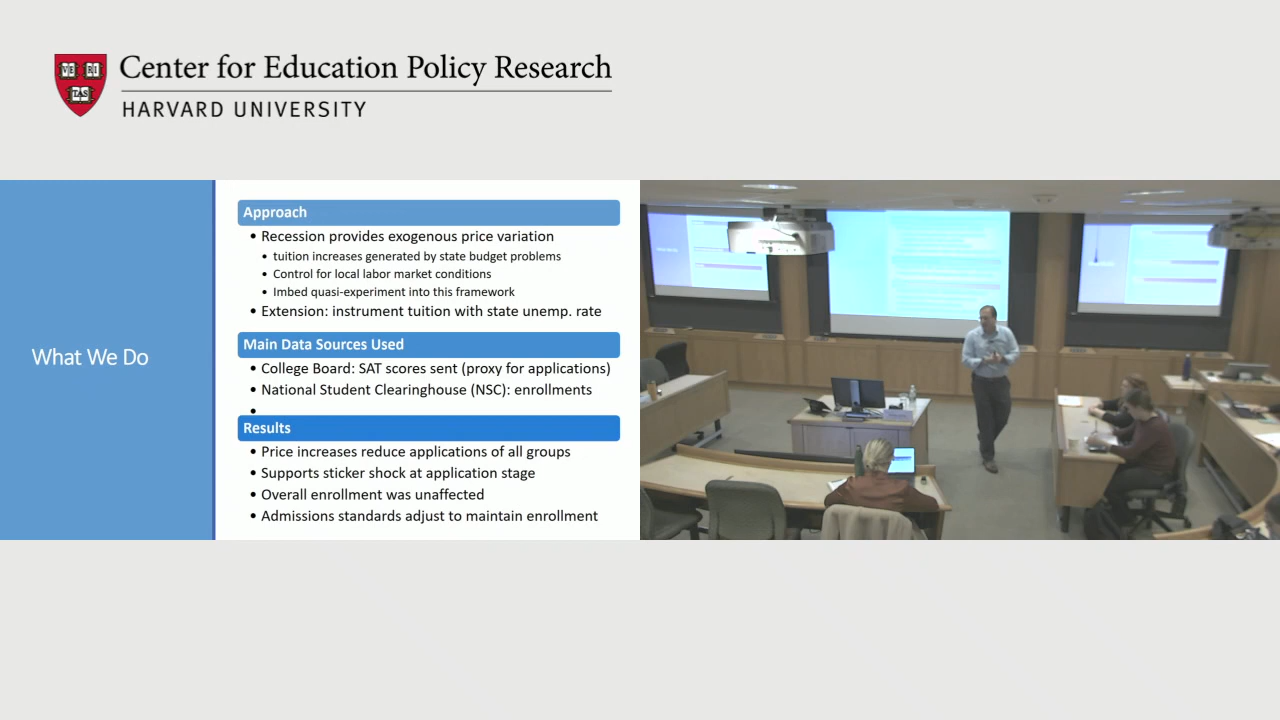 VE RI
TAS
Center for Education Policy Research
HARVARD UNIVERSITY
What We Do
Approach
• Recession provides exogenous price variation
• tuition increases generated by state budget problems
• Control for local labor market conditions
• Imbed quasi-experiment into this framework
• Extension: instrument tuition with state unemp. rate
Main Data Sources Used
• College Board: SAT scores sent (proxy for applications)
• National Student Clearinghouse (NSC): enrollments
•
Results
• Price increases reduce applications of all groups
• Supports sticker shock at application stage
• Overall enrollment was unaffected
• Admissions standards adjust to maintain enrollment